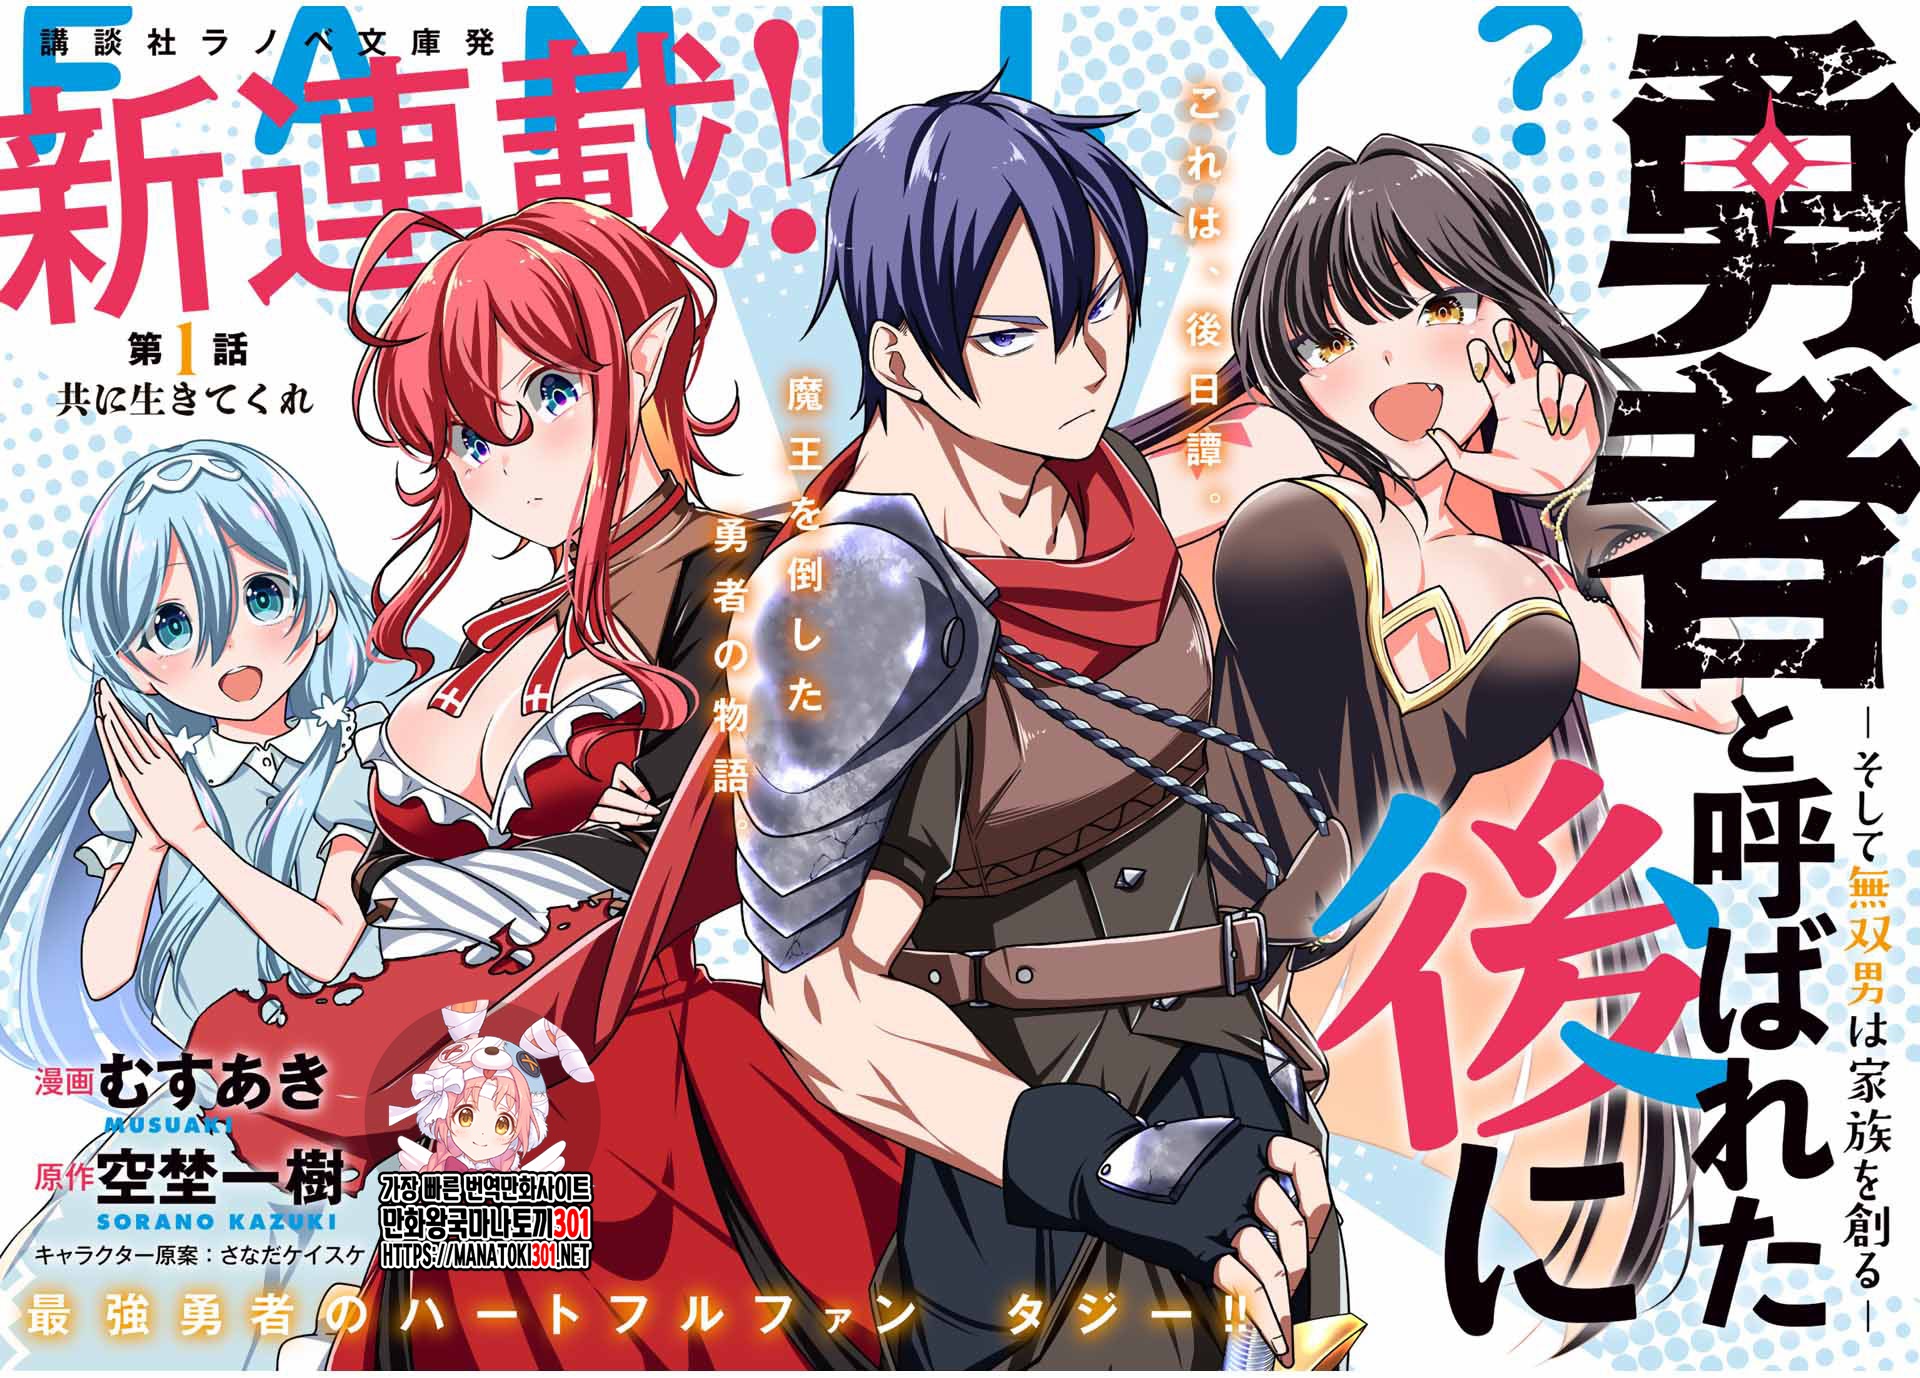 FAMILY?
講談社ラノベ文庫発
新連載!
第1話
共に生きてくれ
勇者と呼ばれた後に
―そして無双男は家族を創る―
これは、後日譚。
魔王を倒した
勇者の物語。
漫画 むすあき
MUSUAKI
原作 空埜一樹
SORANO KAZUKI
キャラクター原案：さなだケイスケ
가장 빠른 번역만화사이트
만화왕국마나토끼301
HTTPS://MANATOKI301.NET
最強勇者のハートフルファンタジー!!